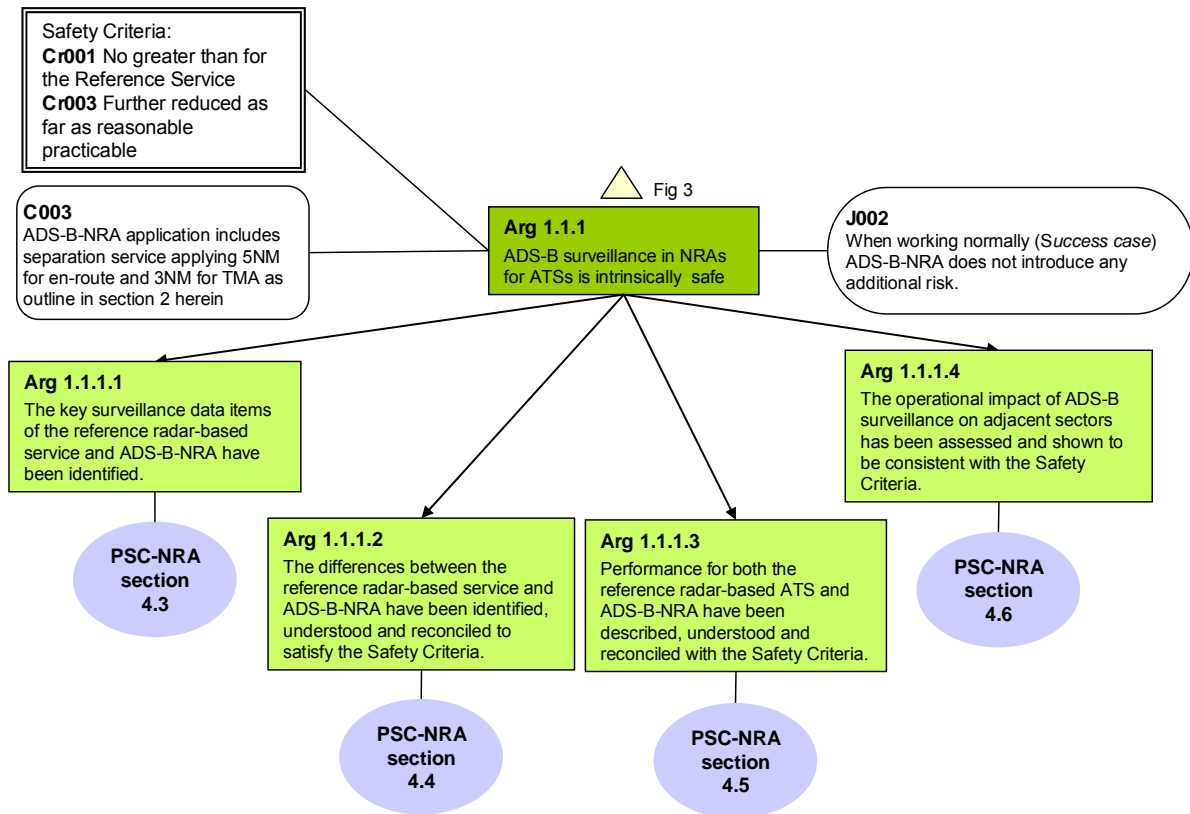 Safety Criteria:
Cr001 No greater than for
the Reference Service
Cr003 Further reduced as
far as reasonable
practicable
Fig 3
C003
ADS-B-NRA application includes
separation service applying 5NM
for en-route and 3NM for TMA as
outline in section 2 herein
Arg 1.1.1
ADS-B surveillance in NRAs
for ATSs is intrinsically safe
J002
When working normally (Success case)
ADS-B-NRA does not introduce any
additional risk.
Arg 1.1.1.1
The key surveillance data items
of the reference radar-based
service and ADS-B-NRA have
been identified.
Arg 1.1.1.4
The operational impact of ADS-B
surveillance on adjacent sectors
has been assessed and shown to
be consistent with the Safety
Criteria.
PSC-NRA
section
4.3
Arg 1.1.1.2
The differences between the
reference radar-based service and
ADS-B-NRA have been identified,
understood and reconciled to
satisfy the Safety Criteria.
Arg 1.1.1.3
Performance for both the
reference radar-based ATS and
ADS-B-NRA have been
described, understood and
reconciled with the Safety Criteria.
PSC-NRA
section
4.6
PSC-NRA
section
4.4
PSC-NRA
section
4.5